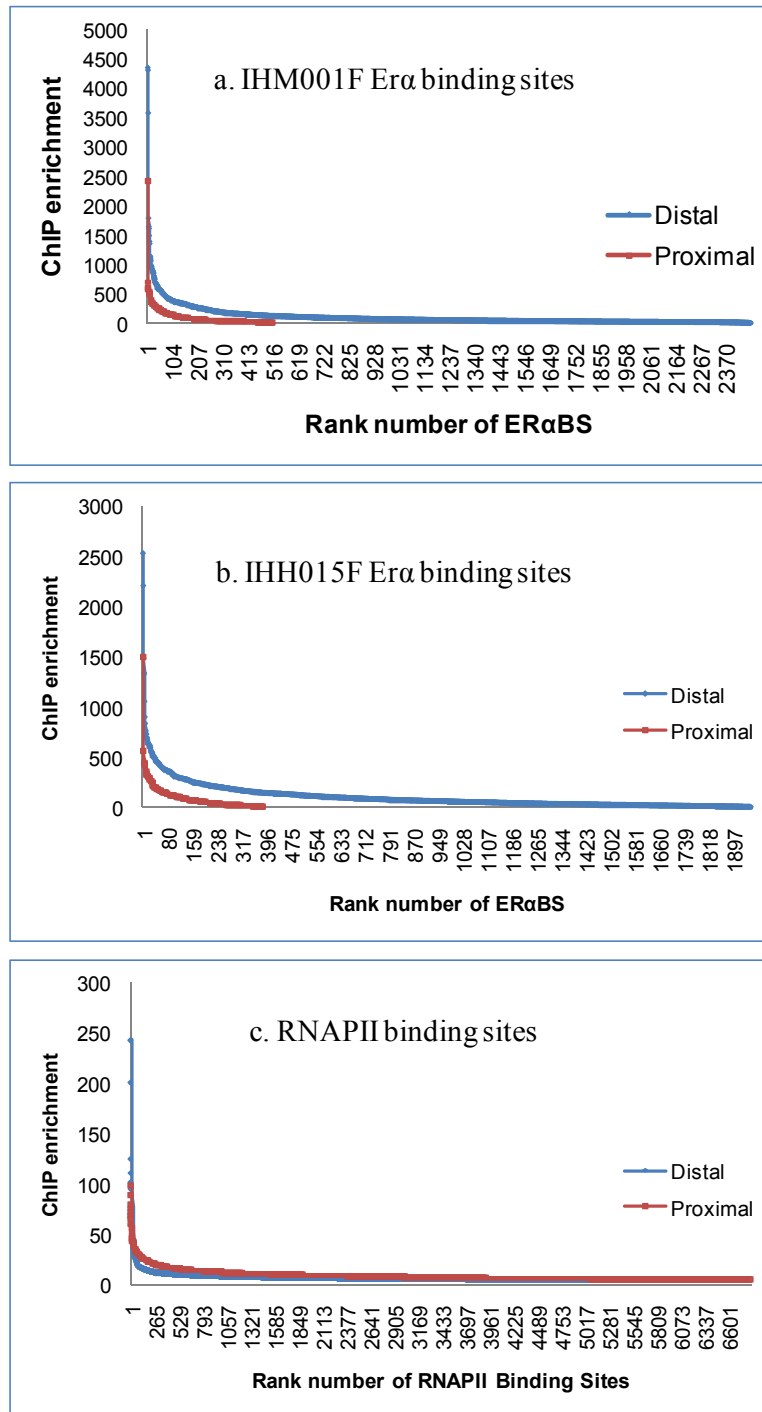 a. IHM001F Erα binding sites
ChIP enrichment
5000
4500
4000
3500
3000
2500
2000
1500
1000
500
0
Distal
Proximal
1 104 207 310 413 516 619 722 825 928 1031 1134 1237 1340 1443 1546 1649 1752 1855 1958 2061 2164 2267 2370
Rank number of ERαBS
b. IHH015F Erα binding sites
ChIP enrichment
3000
2500
2000
1500
1000
500
0
Distal
Proximal
1 80 159 238 317 396 475 554 633 712 791 870 949 1028 1107 1186 1265 1344 1423 1502 1581 1660 1739 1818 1897
Rank number of ERαBS
c. RNAPII binding sites
ChIP enrichment
300
250
200
150
100
50
0
Distal
Proximal
1 265 529 793 1057 1321 1585 1849 2113 2377 2641 2905 3169 3433 3697 3961 4225 4489 4753 5017 5281 5545 5809 6073 6337 6601
Rank number of RNAPII Binding Sites